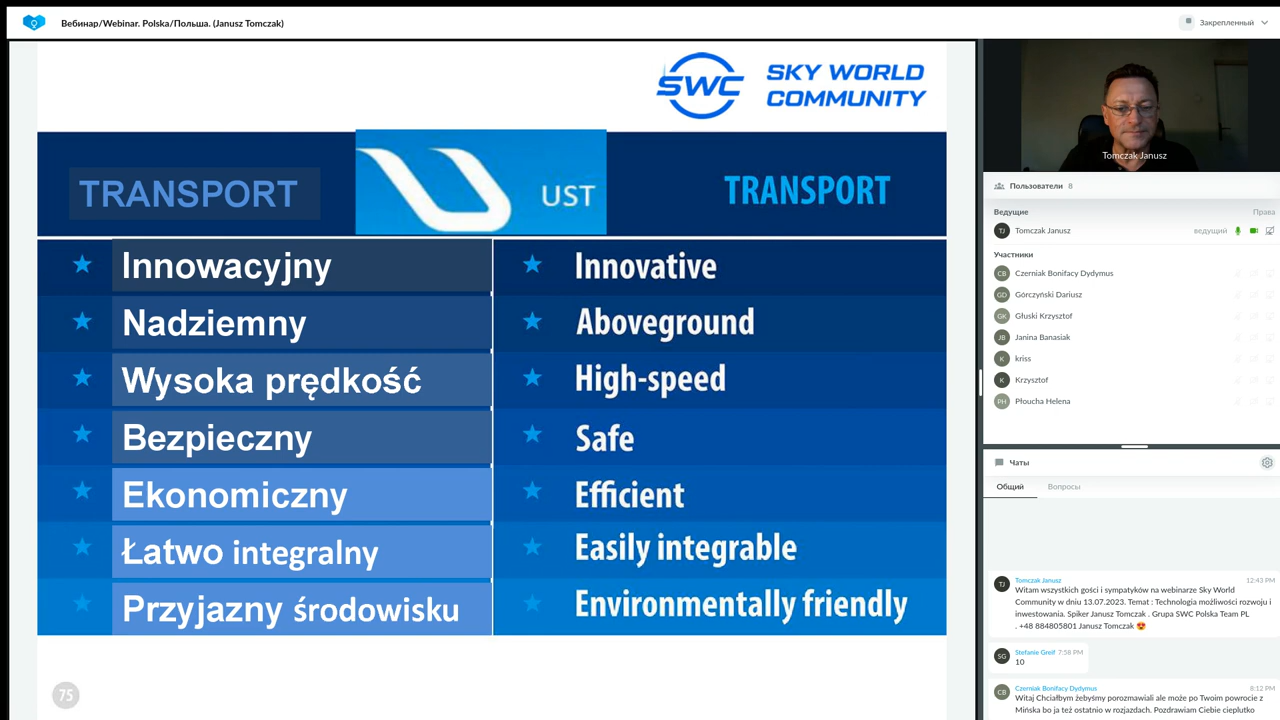 Вебинар/Webinar. Polska/Польша. (Janusz Tomczak)
Закрепленный
SWC SKY WORLD
COMMUNITY
TRANSPORT
UST
TRANSPORT
Innowacyjny
Innovative
Nadziemny
Aboveground
Wysoka prędkość
High-speed
Bezpieczny
Safe
Ekonomiczny
Efficient
Łatwo integralny
Easily integrable
Przyjazny środowisku
Environmentally friendly
75
Tomczak Janusz
Пользователи 8
Ведущие Права
TJ Tomczak Janusz ведущий
Участники
CB Czerniak Bonifacy Dydymus
GD Górczyński Dariusz
GK Głuski Krzysztof
JB Janina Banasiak
K kriss
K Krzysztof
PH Płoucha Helena
Чаты
Общий Вопросы
TJ Tomczak Janusz 12:43 PM
Witam wszystkich gości i sympatyków na webinarze Sky World
Community w dniu 13.07.2023. Temat : Technologia możliwości rozwoju i
inwestowania. Spiker Janusz Tomczak . Grupa SWC Polska Team PL
. +48 884805801 Janusz Tomczak 😍
SG Stefanie Greif 7:58 PM
10
CB Czerniak Bonifacy Dydymus 8:12 PM
Witaj Chciałbym żebyśmy porozmawiali ale może po Twoim powrocie z
Mińska bo ja też ostatnio w rozjazdach. Pozdrawiam Ciebie cieplutko